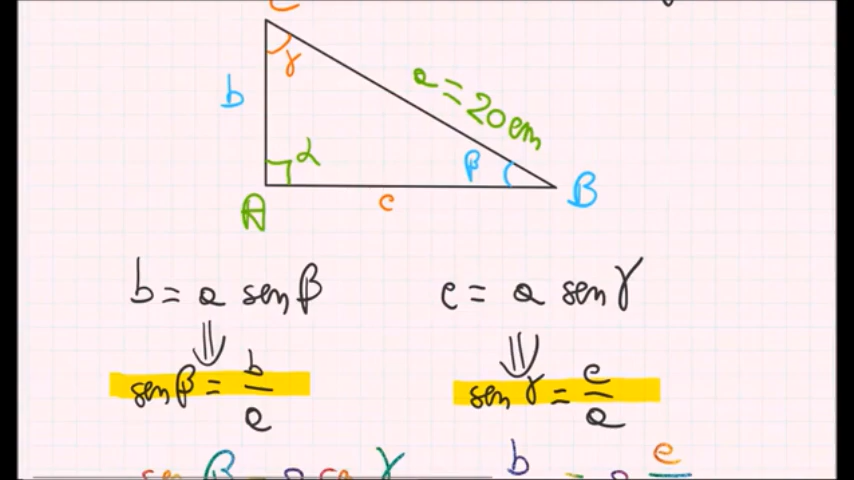 C
γ
b
a = 20 cm
α
β
A
c
B
b = a sen β
c = a sen γ
⇓
⇓
sen β = b/a
sen γ = c/a